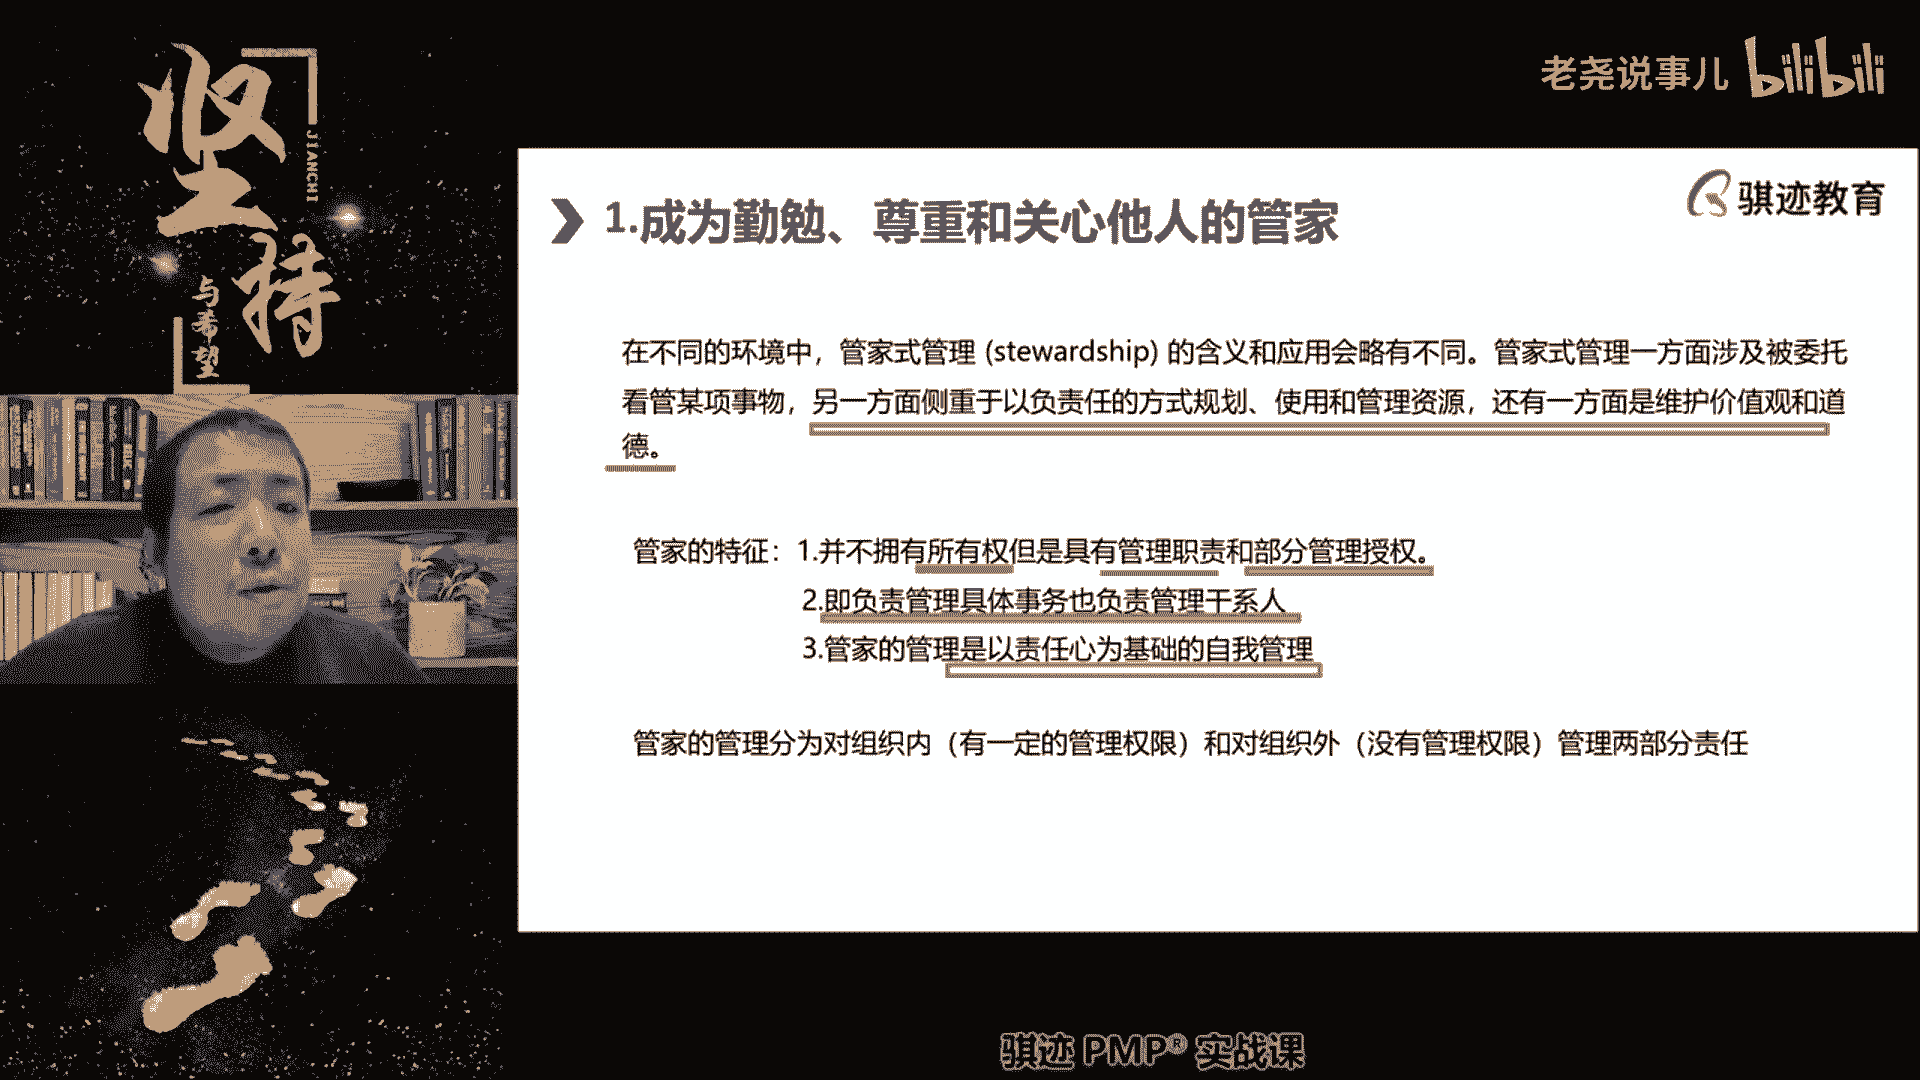 坚持
JIANCHI
与希望
老尧说事儿 bilibili
骐迹教育
1.成为勤勉、尊重和关心他人的管家
在不同的环境中，管家式管理 (stewardship) 的含义和应用会略有不同。管家式管理一方面涉及被委托
看管某项事物，另一方面侧重于以负责任的方式规划、使用和管理资源，还有一方面是维护价值观和道
德。
管家的特征：1.并不拥有所有权但是具有管理职责和部分管理授权。
2.即负责管理具体事务也负责管理干系人
3.管家的管理是以责任心为基础的自我管理
管家的管理分为对组织内（有一定的管理权限）和对组织外（没有管理权限）管理两部分责任
骐迹 PMP® 实战课